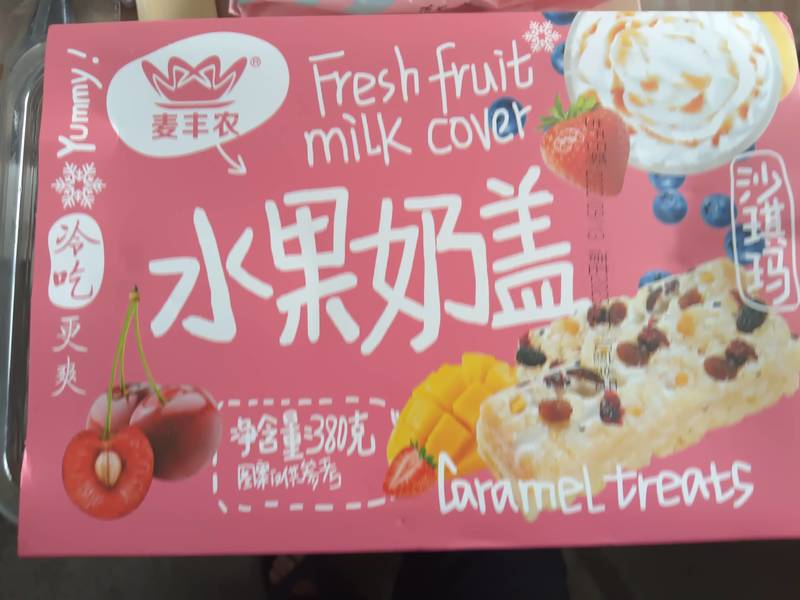 Yummy!
麦丰农
®
Fresh fruit
milk cover
水果奶盖
沙琪玛
冷吃
更爽
净含量:380克
图案仅供参考
Caramel treats